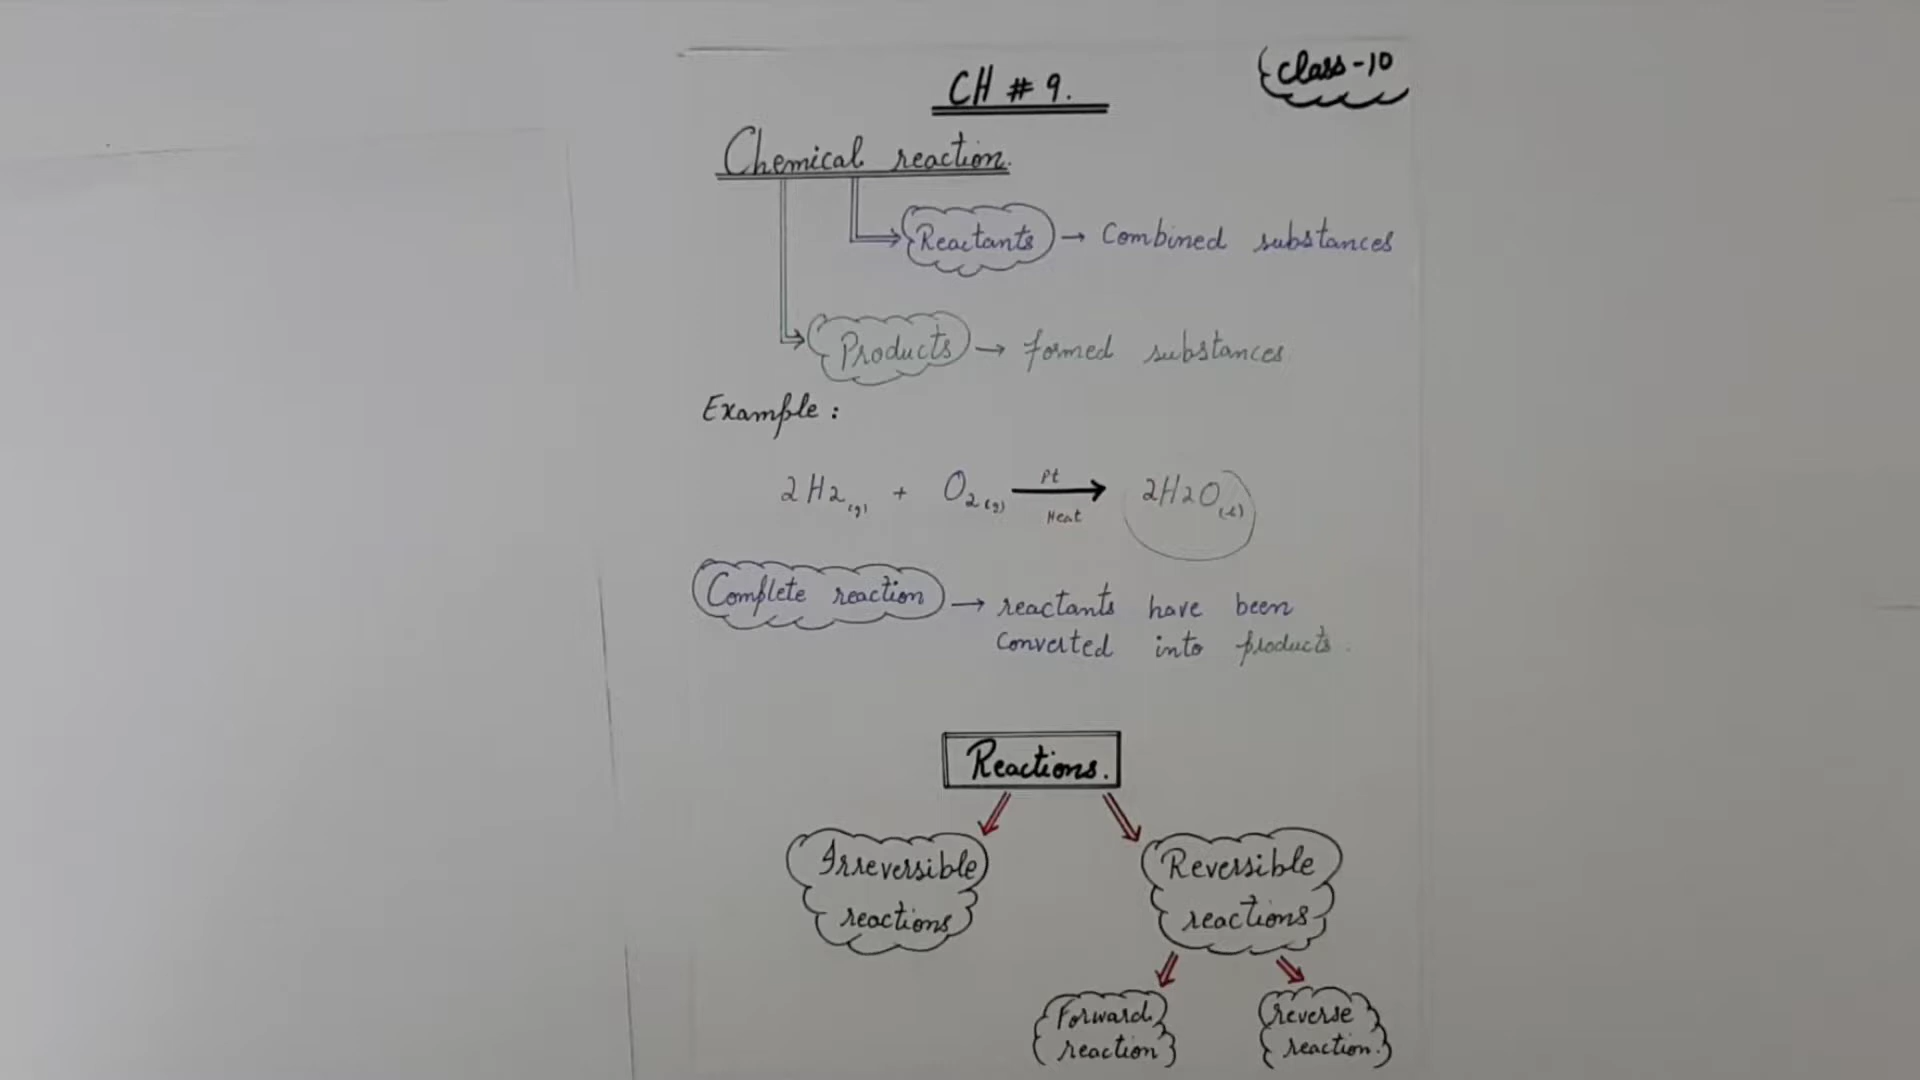 CH # 9.
Class-10
Chemical reaction.
Reactants → Combined substances
Products → formed substances
Example :
2H2(g) + O2(g) Pt Heat → 2H2O(l)
Complete reaction → reactants have been
converted into products.
Reactions.
Irreversible reactions
Reversible reactions
Forward reaction
reverse reaction.